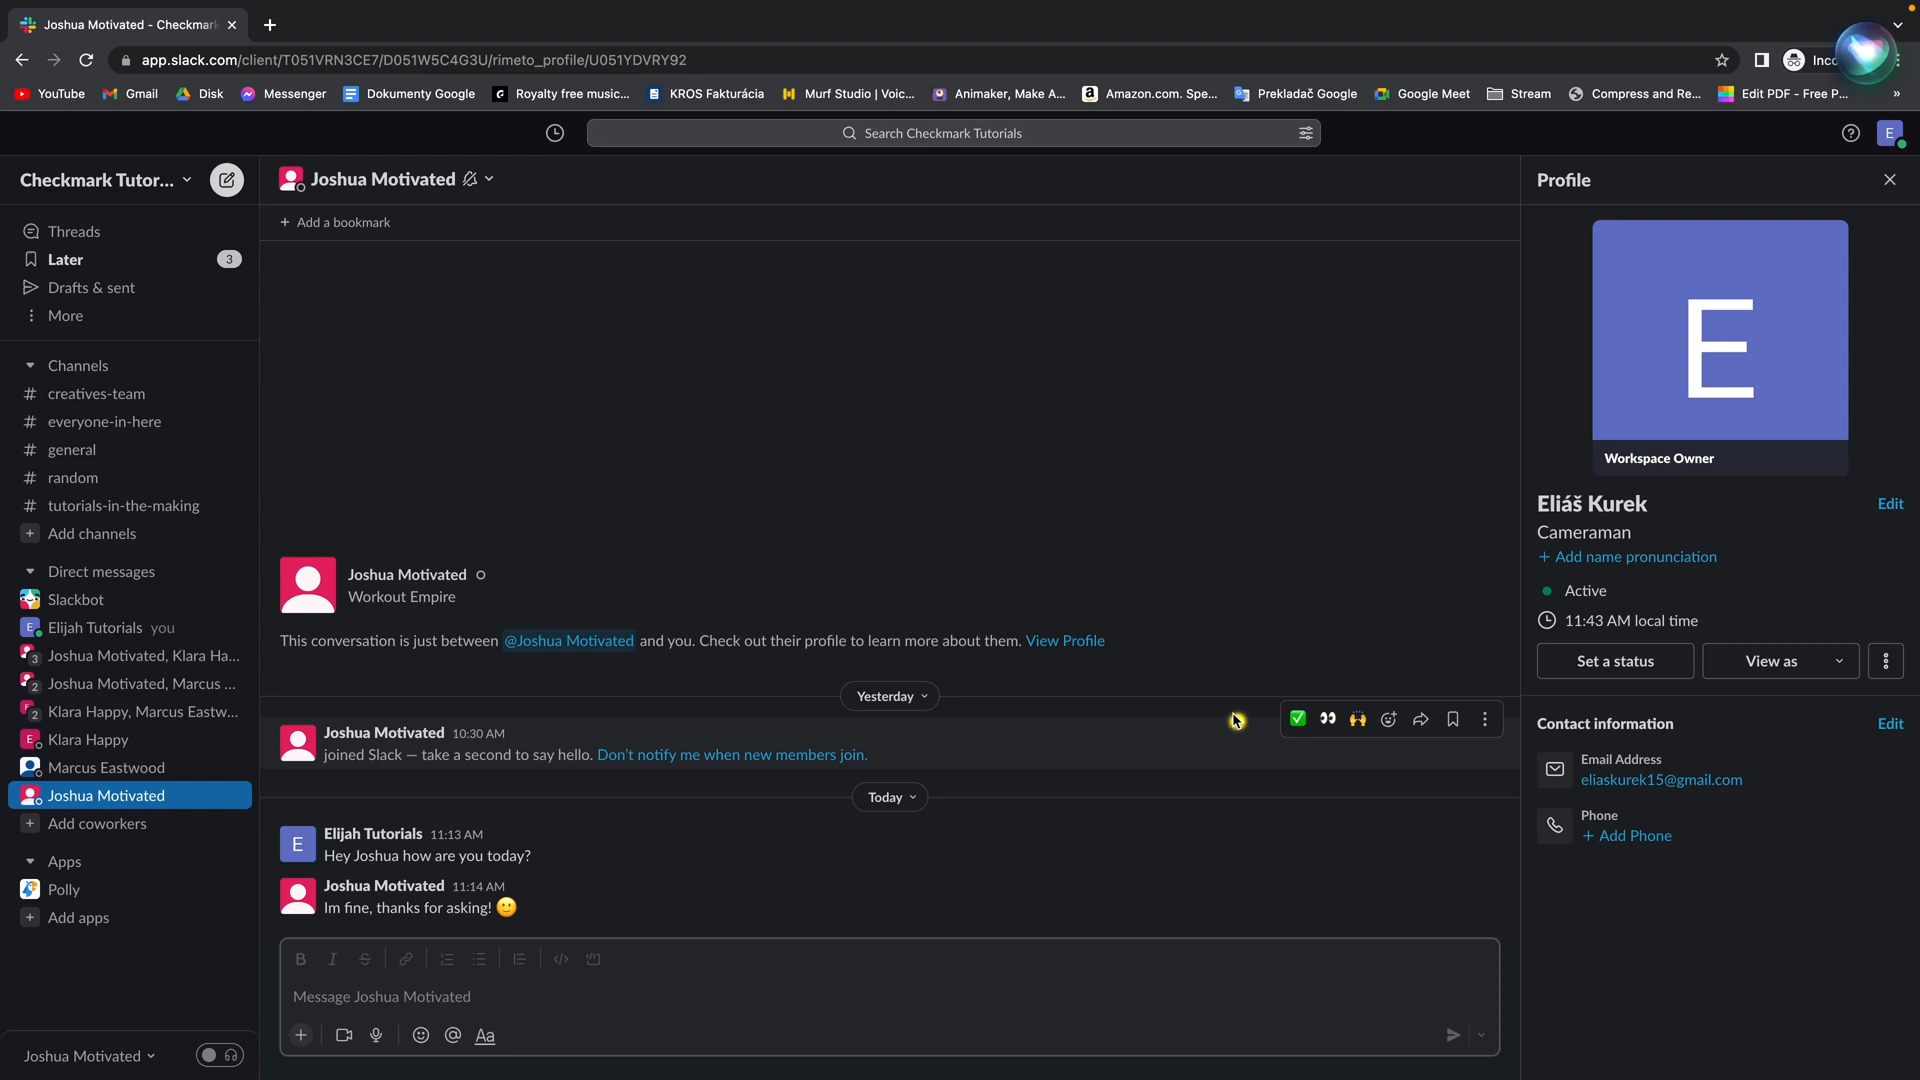 Joshua Motivated - Checkmar
app.slack.com/client/T051VRN3CE7/D051W5C4G3U/rimeto_profile/U051YDVRY92
YouTube Gmail Disk Messenger Dokumenty Google Royalty free music... KROS Fakturácia Murf Studio | Voic... Animaker, Make A... Amazon.com. Spe... Prekladač Google Google Meet Stream Compress and Re... Edit PDF - Free P... »
Search Checkmark Tutorials
E
Checkmark Tutor...
Threads
Later 3
Drafts & sent
More
Channels
# creatives-team
# everyone-in-here
# general
# random
# tutorials-in-the-making
+ Add channels
Direct messages
Slackbot
E Elijah Tutorials you
3 Joshua Motivated, Klara Ha...
2 Joshua Motivated, Marcus ...
2 Klara Happy, Marcus Eastw...
E Klara Happy
Marcus Eastwood
Joshua Motivated
+ Add coworkers
Apps
Polly
+ Add apps
Joshua Motivated
Joshua Motivated
+ Add a bookmark
Joshua Motivated
Workout Empire
This conversation is just between @Joshua Motivated and you. Check out their profile to learn more about them. View Profile
Yesterday
Joshua Motivated 10:30 AM
joined Slack — take a second to say hello. Don't notify me when new members join.
Today
E Elijah Tutorials 11:13 AM
Hey Joshua how are you today?
Joshua Motivated 11:14 AM
Im fine, thanks for asking! 🙂
B I S
Message Joshua Motivated
+ @ Aa
Profile
E
Workspace Owner
Eliáš Kurek Edit
Cameraman
+ Add name pronunciation
Active
11:43 AM local time
Set a status View as
Contact information Edit
Email Address
eliaskurek15@gmail.com
Phone
+ Add Phone